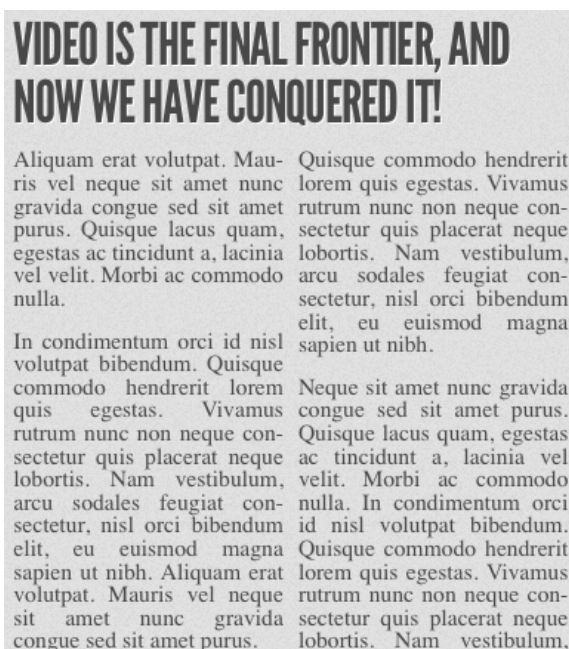 VIDEO IS THE FINAL FRONTIER, AND
NOW WE HAVE CONQUERED IT!
Aliquam erat volutpat. Mau-
ris vel neque sit amet nunc
gravida congue sed sit amet
purus. Quisque lacus quam,
egestas ac tincidunt a, lacinia
vel velit. Morbi ac commodo
nulla.
In condimentum orci id nisl
volutpat bibendum. Quisque
commodo hendrerit lorem
quis egestas. Vivamus
rutrum nunc non neque con-
sectetur quis placerat neque
lobortis. Nam vestibulum,
arcu sodales feugiat con-
sectetur, nisl orci bibendum
elit, eu euismod magna
sapien ut nibh. Aliquam erat
volutpat. Mauris vel neque
sit amet nunc gravida
congue sed sit amet purus.
Quisque commodo hendrerit
lorem quis egestas. Vivamus
rutrum nunc non neque con-
sectetur quis placerat neque
lobortis. Nam vestibulum,
arcu sodales feugiat con-
sectetur, nisl orci bibendum
elit, eu euismod magna
sapien ut nibh.
Neque sit amet nunc gravida
congue sed sit amet purus.
Quisque lacus quam, egestas
ac tincidunt a, lacinia vel
velit. Morbi ac commodo
nulla. In condimentum orci
id nisl volutpat bibendum.
Quisque commodo hendrerit
lorem quis egestas. Vivamus
rutrum nunc non neque con-
sectetur quis placerat neque
lobortis. Nam vestibulum,